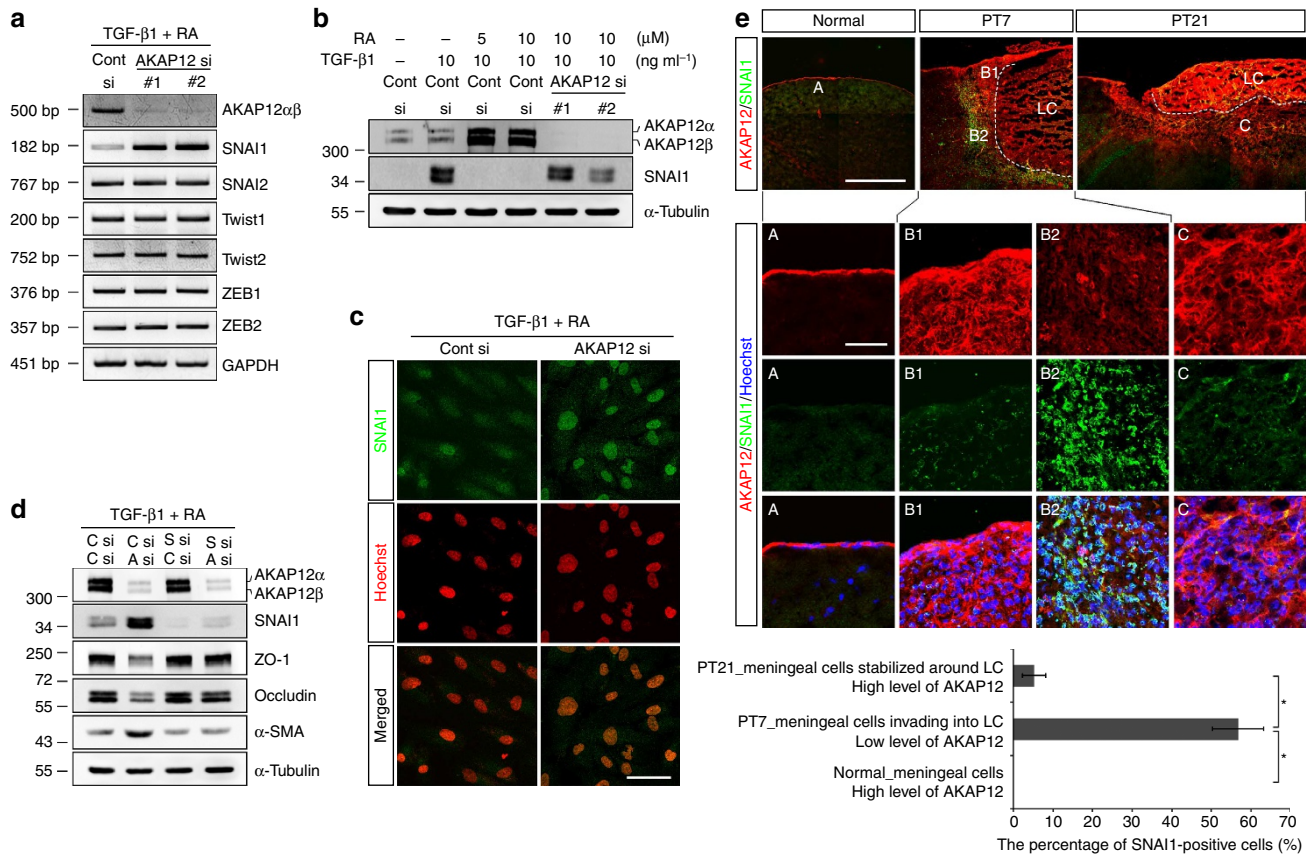 a
TGF-β1 + RA
Cont AKAP12 si
si #1 #2
500 bp AKAP12αβ
182 bp SNAI1
767 bp SNAI2
200 bp Twist1
752 bp Twist2
376 bp ZEB1
357 bp ZEB2
451 bp GAPDH
b
RA – – 5 10 10 10 (μM)
TGF-β1 – 10 10 10 10 10 (ng ml⁻¹)
Cont Cont Cont Cont AKAP12 si
si si si si #1 #2
AKAP12α
AKAP12β
300
34 SNAI1
55 α-Tubulin
c
TGF-β1 + RA
Cont si AKAP12 si
SNAI1
Hoechst
Merged
d
TGF-β1 + RA
C si C si S si S si
C si A si C si A si
AKAP12α
AKAP12β
300
34 SNAI1
250 ZO-1
72
55 Occludin
43 α-SMA
55 α-Tubulin
e
Normal PT7 PT21
AKAP12/SNAI1
A B1 B2 LC LC C
AKAP12/SNAI1/Hoechst
A B1 B2 C
A B1 B2 C
A B1 B2 C
PT21_meningeal cells stabilized around LC
High level of AKAP12
*
PT7_meningeal cells invading into LC
Low level of AKAP12
*
Normal_meningeal cells
High level of AKAP12
0 10 20 30 40 50 60 70
The percentage of SNAI1-positive cells (%)